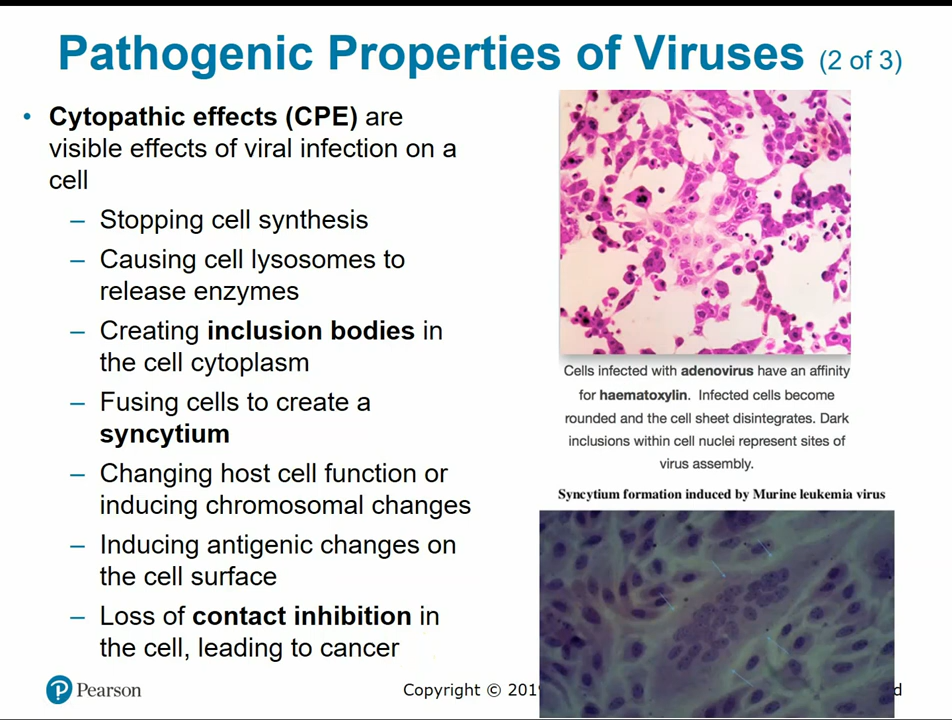 Pathogenic Properties of Viruses (2 of 3)
• Cytopathic effects (CPE) are
visible effects of viral infection on a
cell
– Stopping cell synthesis
– Causing cell lysosomes to
release enzymes
– Creating inclusion bodies in
the cell cytoplasm
– Fusing cells to create a
syncytium
– Changing host cell function or
inducing chromosomal changes
– Inducing antigenic changes on
the cell surface
– Loss of contact inhibition in
the cell, leading to cancer
Cells infected with adenovirus have an affinity
for haematoxylin. Infected cells become
rounded and the cell sheet disintegrates. Dark
inclusions within cell nuclei represent sites of
virus assembly.
Syncytium formation induced by Murine leukemia virus
Pearson
Copyright ©